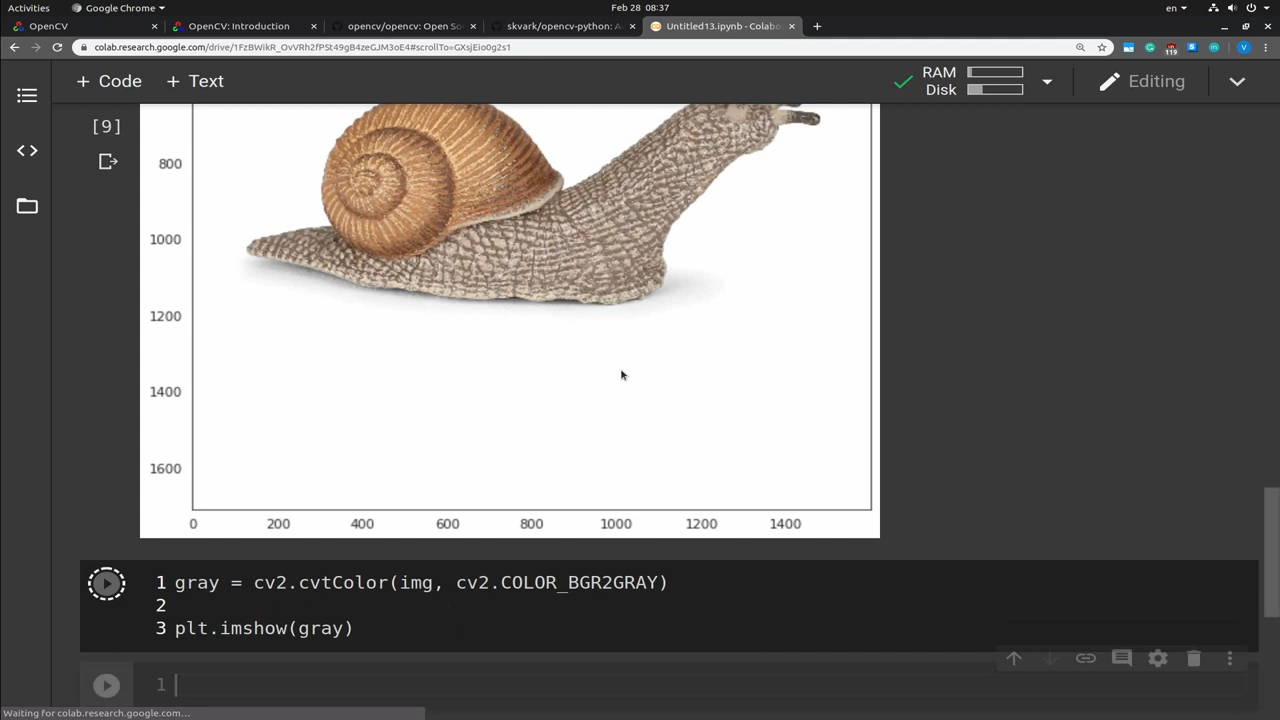 Activities Google Chrome Feb 28 08:37 en
OpenCV OpenCV: Introduction opencv/opencv: Open So skvark/opencv-python: A Untitled13.ipynb - Colabo
colab.research.google.com/drive/1FzBWikR_OvVRh2fPSt49gB4zeGJM3oE4#scrollTo=GXsjEio0g2s1 119 V
+ Code + Text RAM Disk Editing
[9]
800
1000
1200
1400
1600
0 200 400 600 800 1000 1200 1400
1 gray = cv2.cvtColor(img, cv2.COLOR_BGR2GRAY)
2
3 plt.imshow(gray)
1
Waiting for colab.research.google.com...